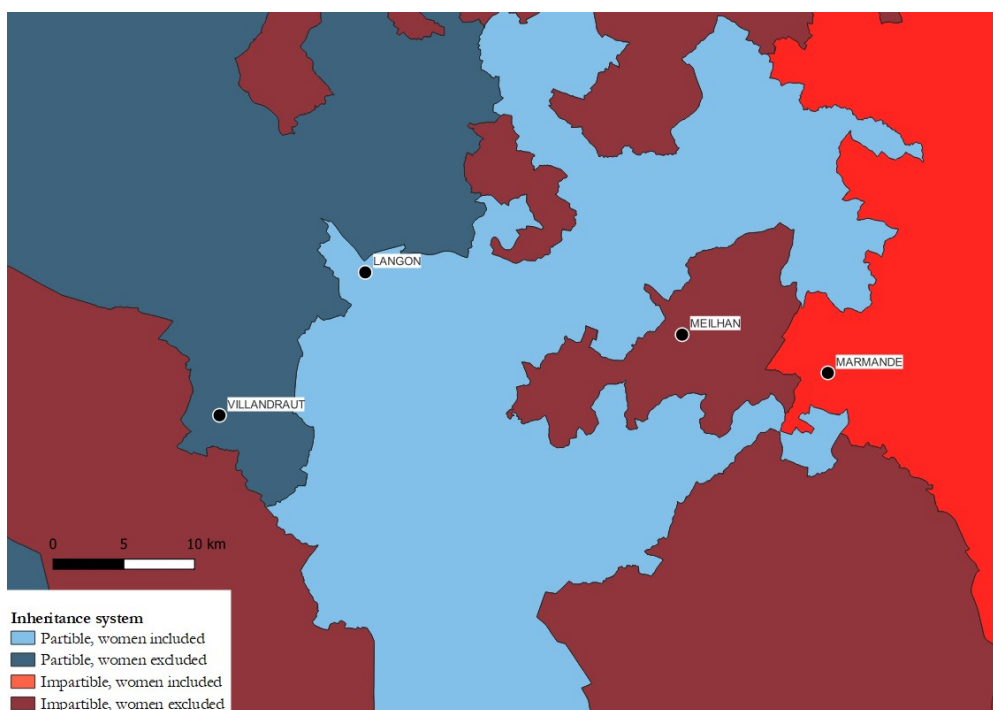 LANGON
MEILHAN
MARMANDE
VILLANDRAUT
0 5 10 km
Inheritance system
Partible, women included
Partible, women excluded
Impartible, women included
Impartible, women excluded